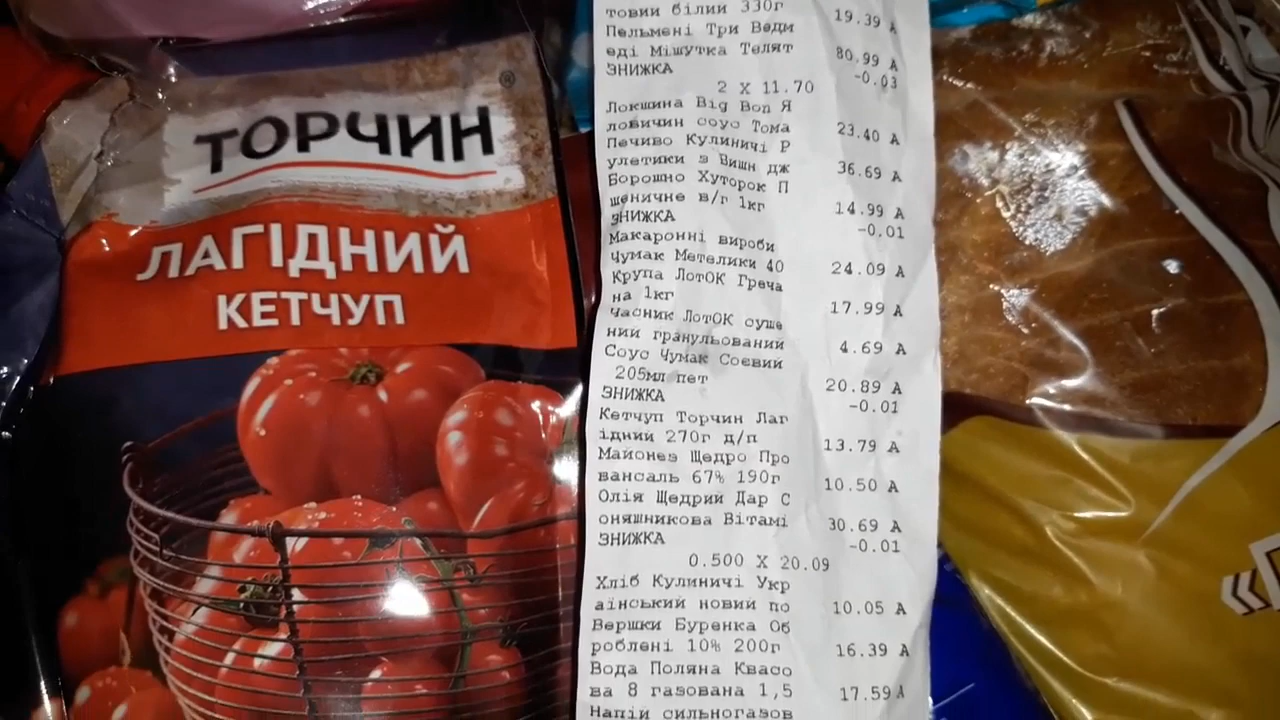 ТОРЧИН
®
ЛАГІДНИЙ
КЕТЧУП
товий білий 330г 19.39 А
Пельмені Три Ведм
еді Мішутка Телят 80.99 А
ЗНИЖКА -0.03
2 X 11.70
Локшина Big Bon Я
ловичин соус Тома 23.40 А
Печиво Кулиничі Р
улетики з Вишн дж 36.69 А
Борошно Хуторок П
шеничне в/г 1кг 14.99 А
ЗНИЖКА -0.01
Макаронні вироби
Чумак Метелики 40 24.09 А
Крупа ЛотОК Греча
на 1кг 17.99 А
Часник ЛотОК суше
ний гранульований 4.69 А
Соус Чумак Соєвий
205мл пет 20.89 А
ЗНИЖКА -0.01
Кетчуп Торчин Лаг
ідний 270г д/п 13.79 А
Майонез Щедро Про
вансаль 67% 190г 10.50 А
Олія Щедрий Дар С
оняшникова Вітамі 30.69 А
ЗНИЖКА -0.01
0.500 X 20.09
Хліб Кулиничі Укр
аїнський новий по 10.05 А
Вершки Буренка Об
роблені 10% 200г 16.39 А
Вода Поляна Квасо
ва 8 газована 1,5 17.59 А
Напій сильногазов